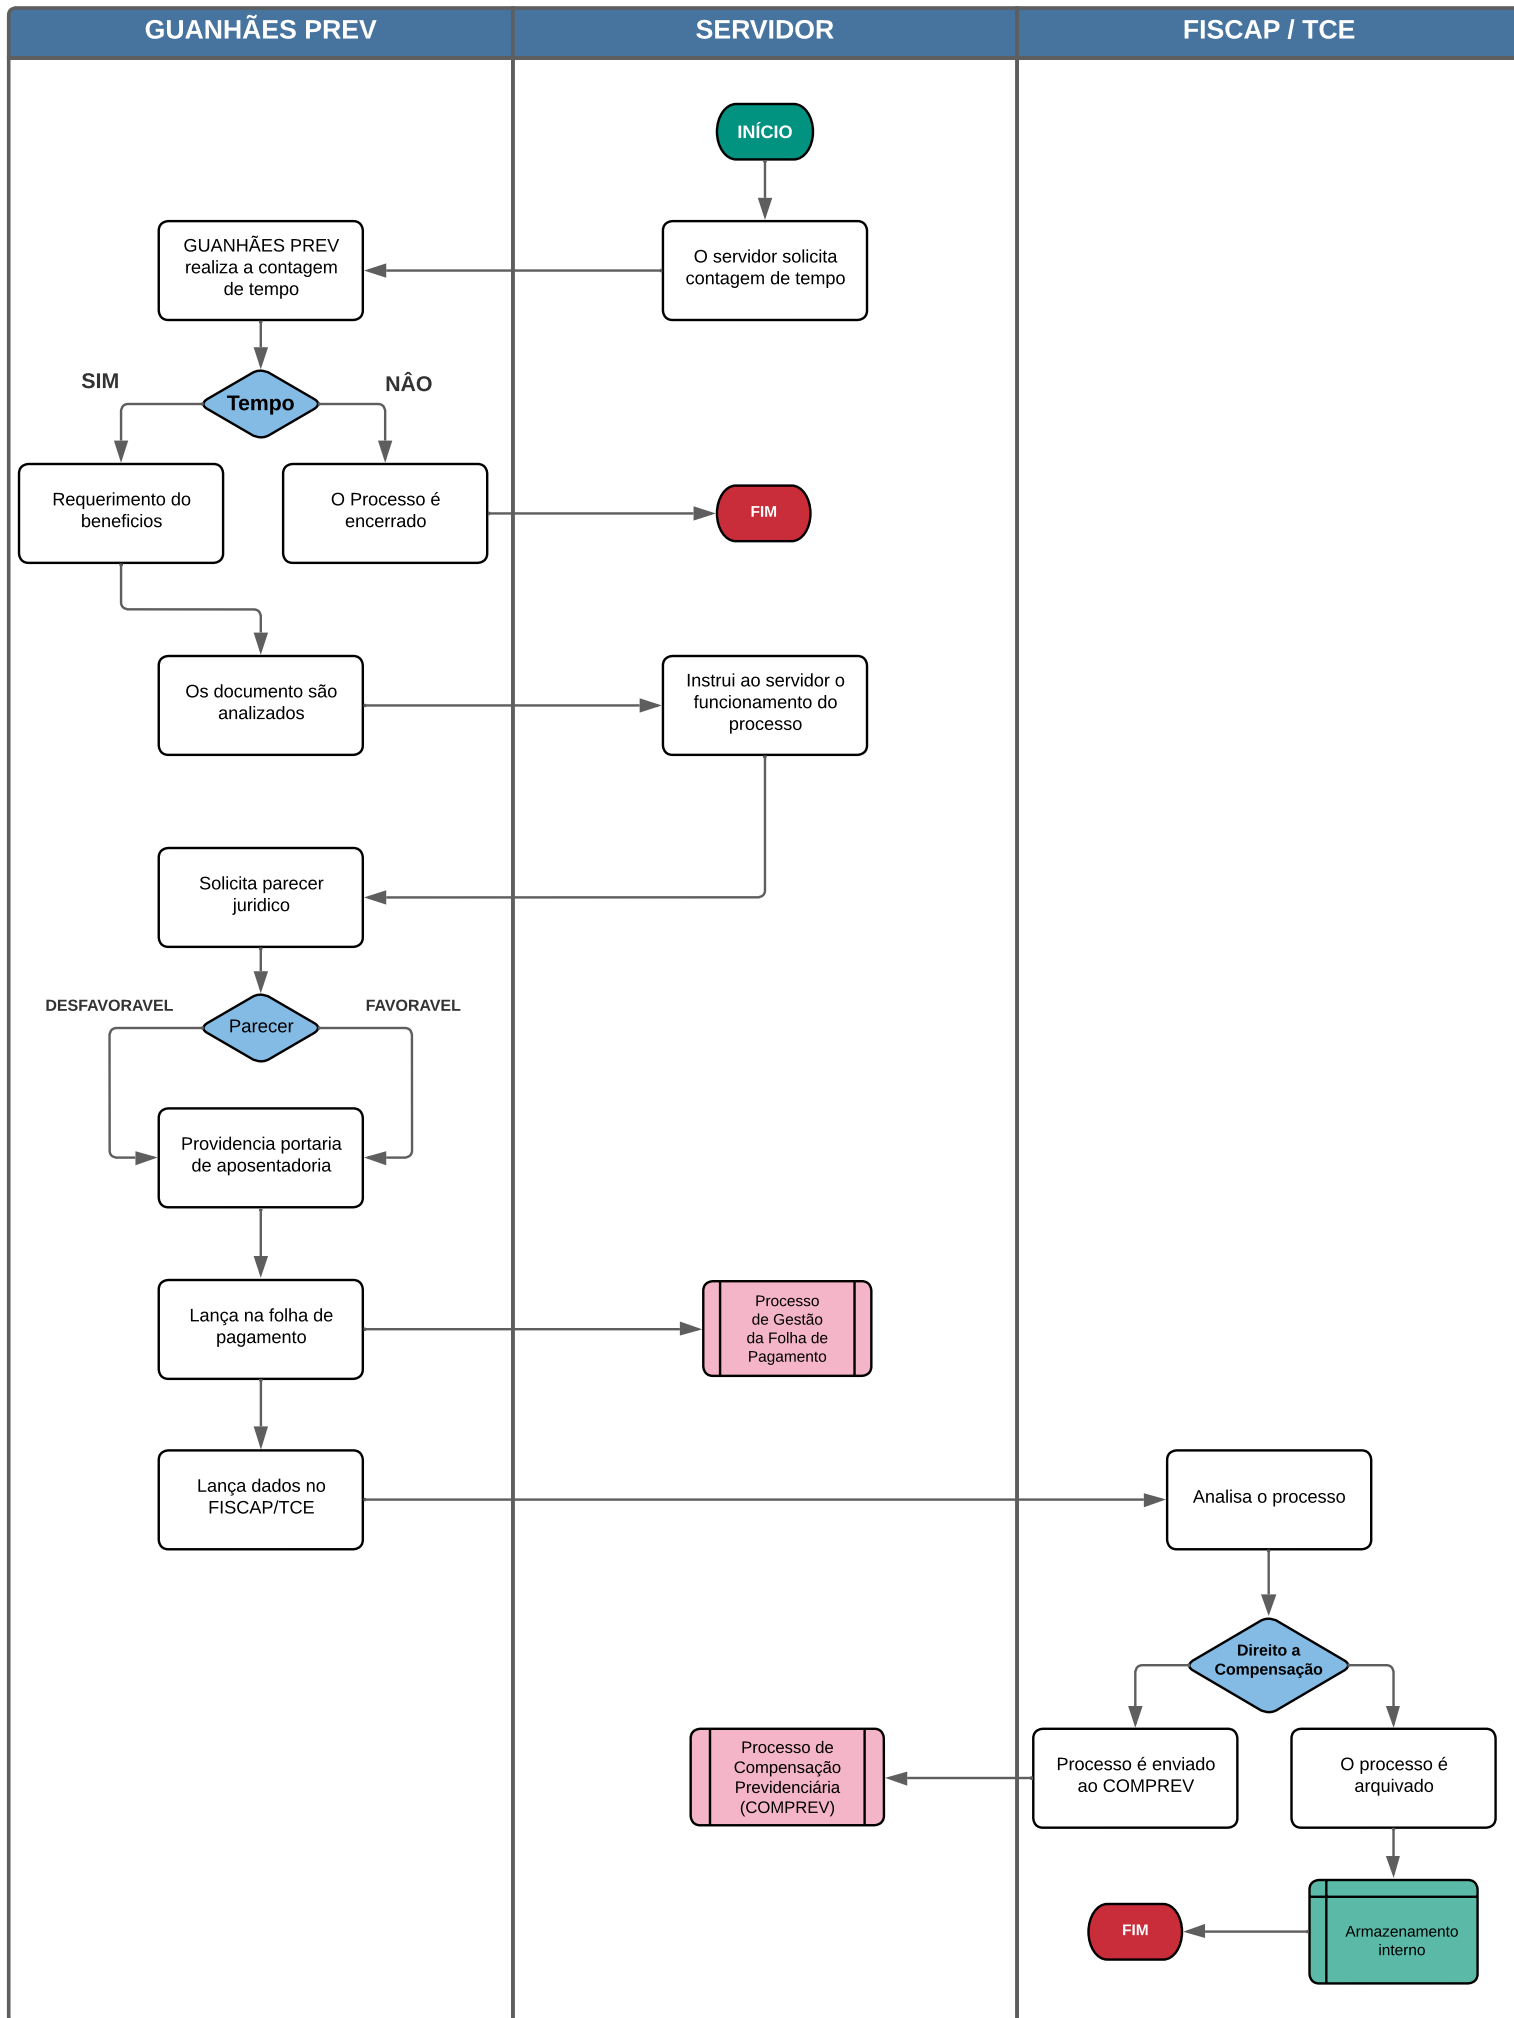 GUANHÃES PREV
SERVIDOR
FISCAP / TCE
INÍCIO
GUANHÃES PREV
realiza a contagem
de tempo
O servidor solicita
contagem de tempo
SIM
NÂO
Tempo
Requerimento do
beneficios
O Processo é
encerrado
FIM
Os documento são
analizados
Instrui ao servidor o
funcionamento do
processo
Solicita parecer
juridico
DESFAVORAVEL
FAVORAVEL
Parecer
Providencia portaria
de aposentadoria
Lança na folha de
pagamento
Processo
de Gestão
da Folha de
Pagamento
Lança dados no
FISCAP/TCE
Analisa o processo
Direito a
Compensação
Processo de
Compensação
Previdenciária
(COMPREV)
Processo é enviado
ao COMPREV
O processo é
arquivado
FIM
Armazenamento
interno